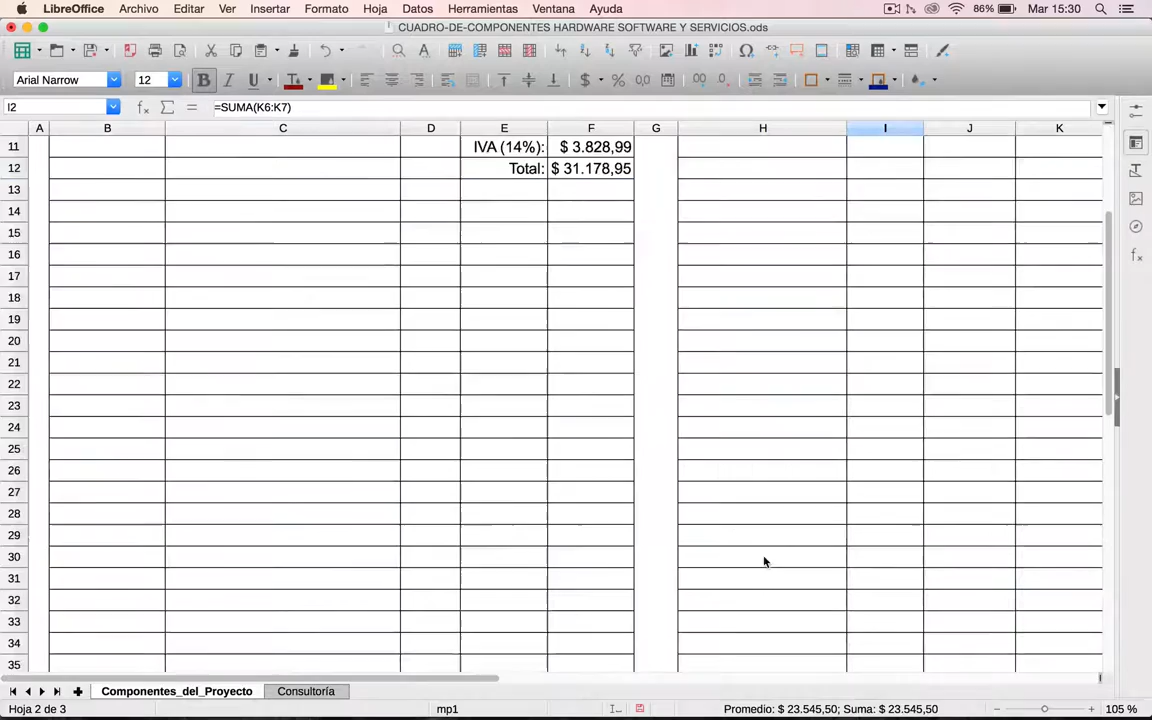 LibreOffice Archivo Editar Ver Insertar Formato Hoja Datos Herramientas Ventana Ayuda 86% Mar 15:30
CUADRO-DE-COMPONENTES HARDWARE SOFTWARE Y SERVICIOS.ods
Arial Narrow 12 B I U $ % 0,0
I2 =SUMA(K6:K7)
A B C D E F G H I J K
11 IVA (14%): $ 3.828,99
12 Total: $ 31.178,95
13
14
15
16
17
18
19
20
21
22
23
24
25
26
27
28
29
30
31
32
33
34
35
Componentes_del_Proyecto Consultoría
Hoja 2 de 3 mp1 Promedio: $ 23.545,50; Suma: $ 23.545,50 105 %